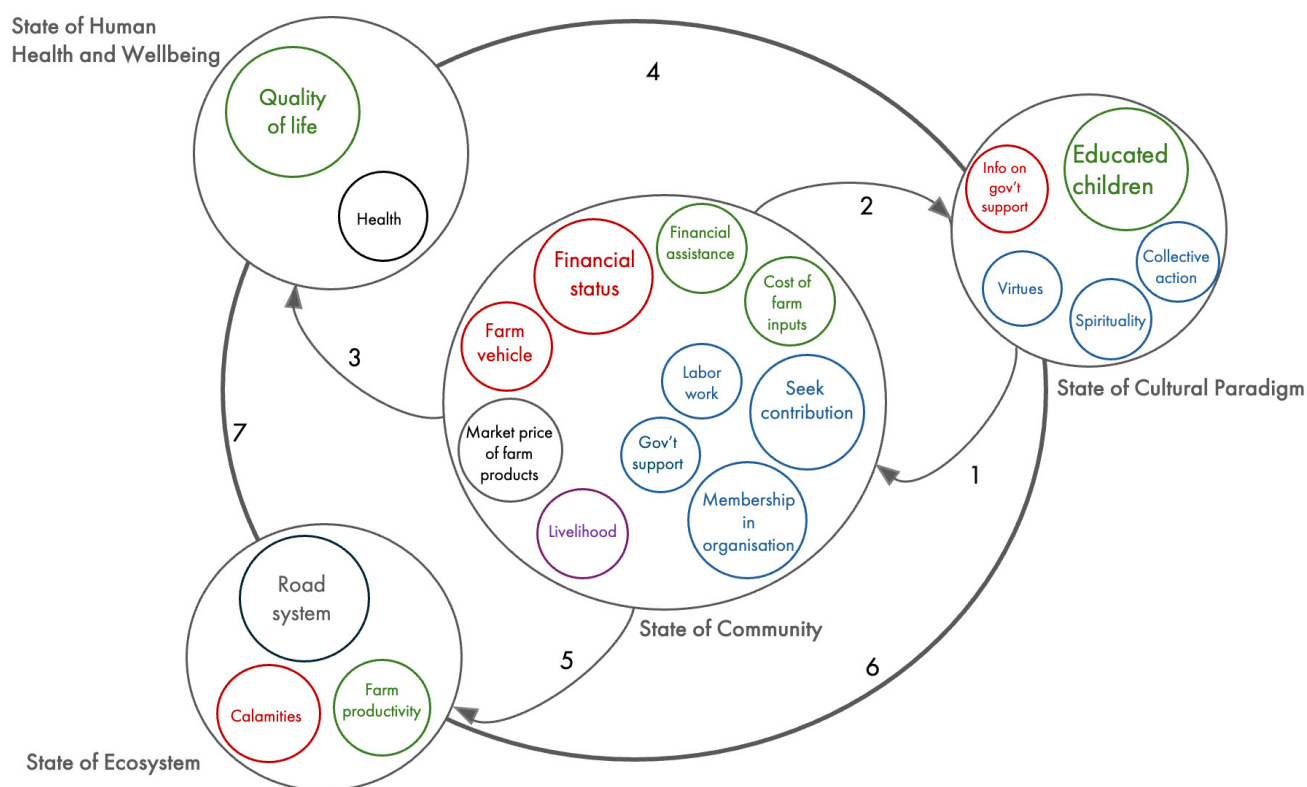 State of Human
Health and Wellbeing
Quality
of life
Health
4
2
Info on
gov't
support
Educated
children
Collective
action
Virtues
Spirituality
State of Cultural Paradigm
Financial
status
Financial
assistance
Cost of
farm
inputs
Farm
vehicle
3
Labor
work
Seek
contribution
Market price
of farm
products
Gov't
support
Membership
in
organisation
Livelihood
1
7
State of Community
5
6
Road
system
Calamities
Farm
productivity
State of Ecosystem